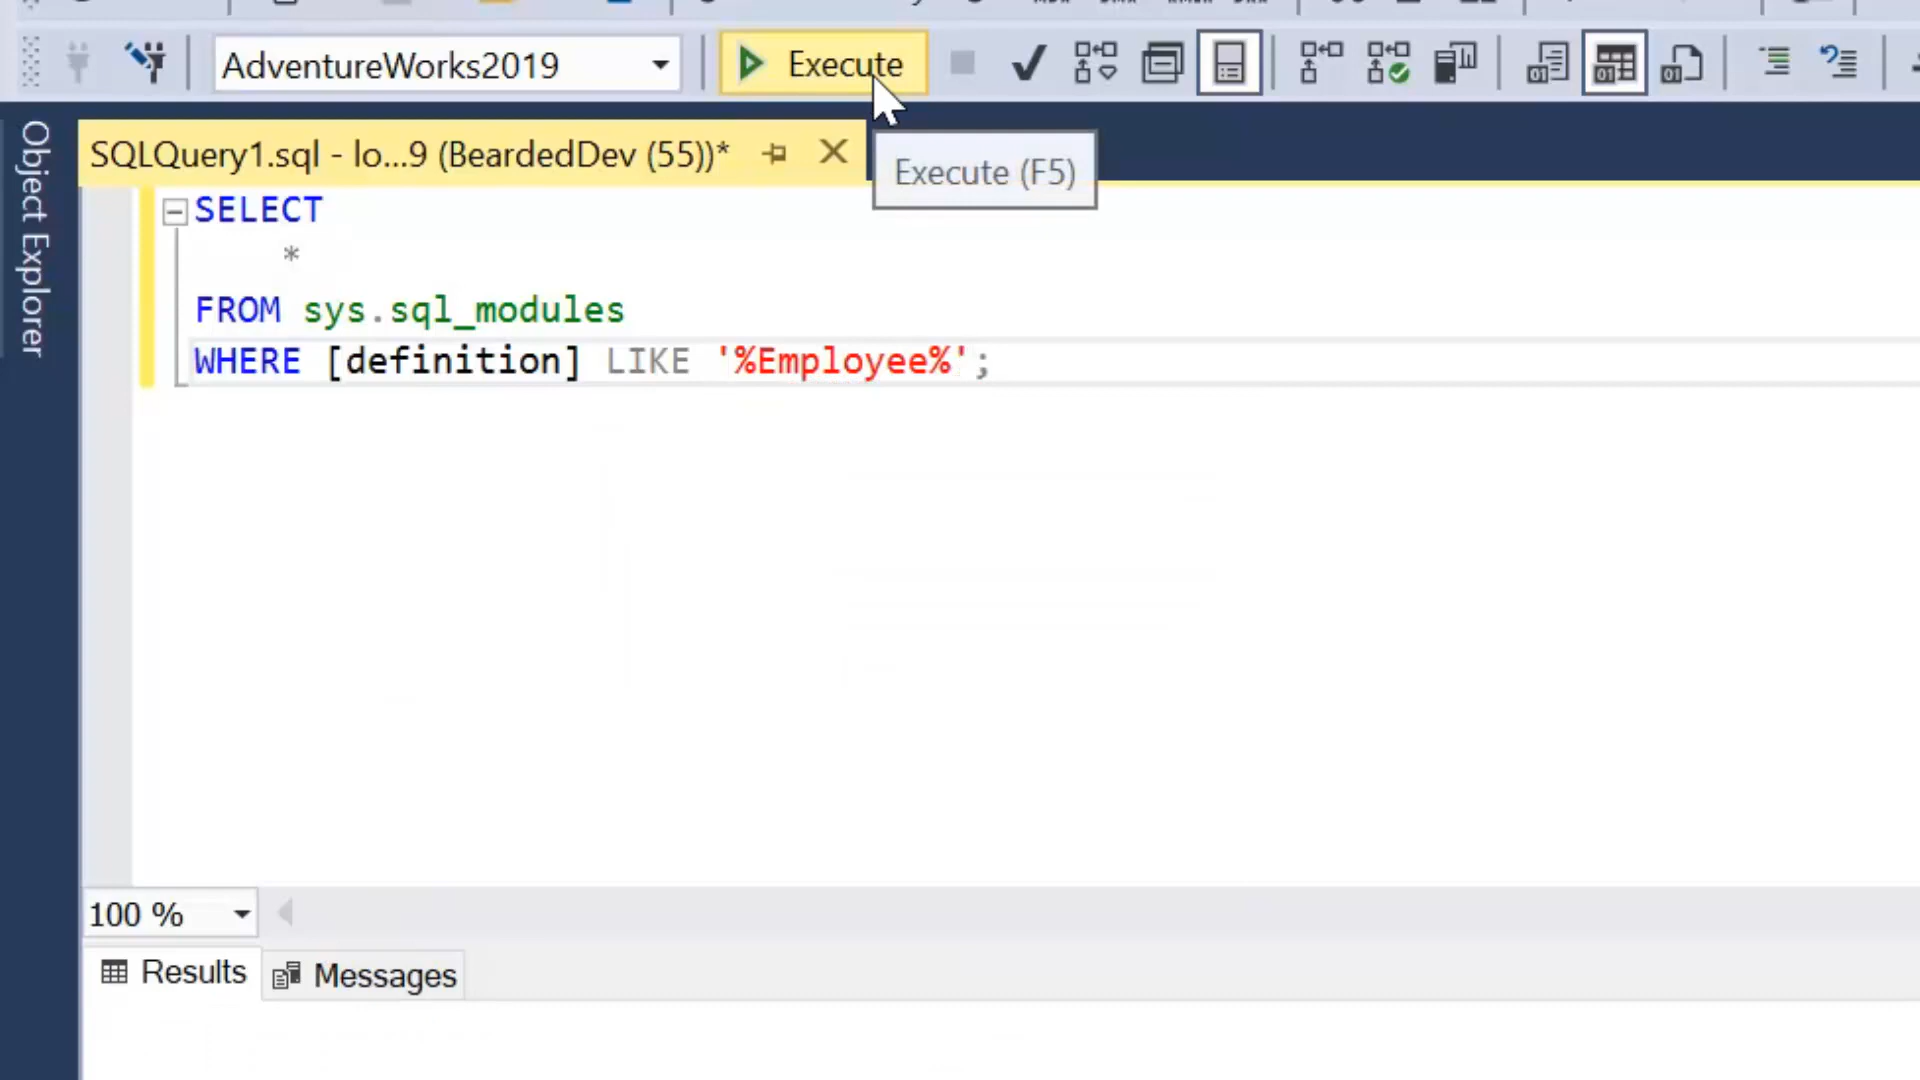 AdventureWorks2019
Execute
Object Explorer
SQLQuery1.sql - lo...9 (BeardedDev (55))*
Execute (F5)
SELECT
*
FROM sys.sql_modules
WHERE [definition] LIKE '%Employee%';
100 %
Results
Messages